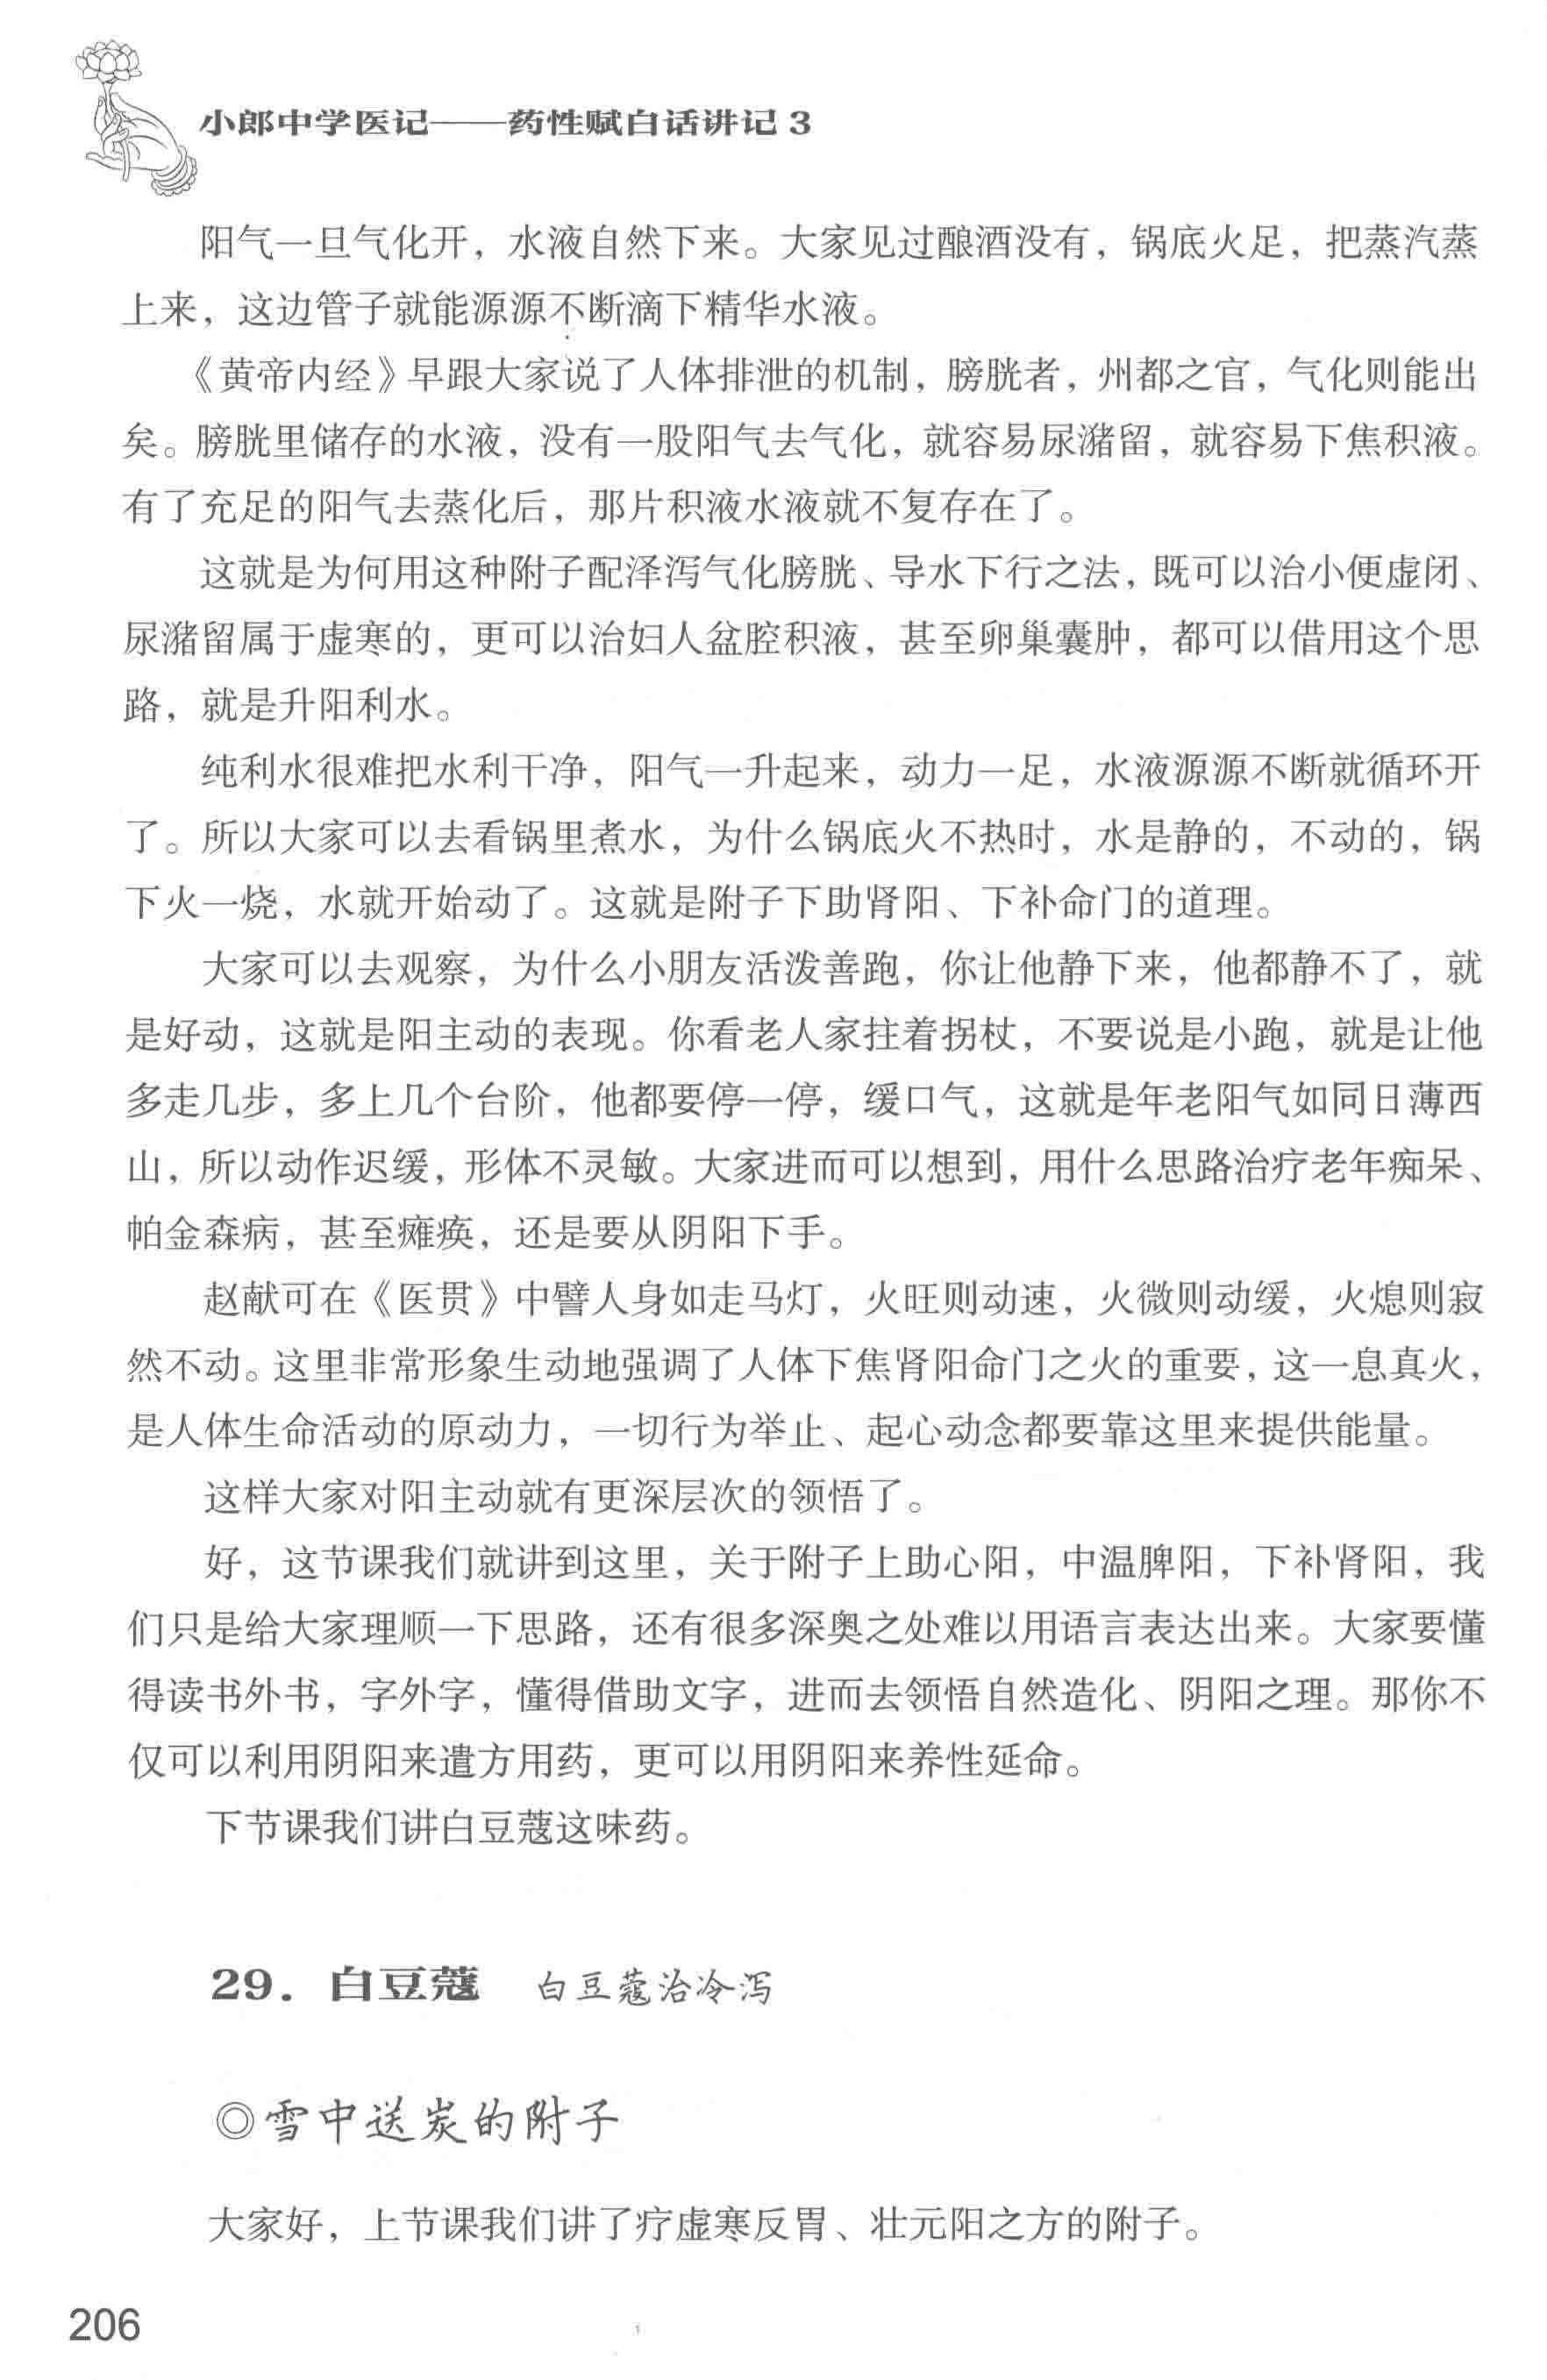 小郎中学医记——药性赋白话讲记 3
阳气一旦气化开，水液自然下来。大家见过酿酒没有，锅底火足，把蒸汽蒸
上来，这边管子就能源源不断滴下精华水液。
《黄帝内经》早跟大家说了人体排泄的机制，膀胱者，州都之官，气化则能出
矣。膀胱里储存的水液，没有一股阳气去气化，就容易尿潴留，就容易下焦积液。
有了充足的阳气去蒸化后，那片积液水液就不复存在了。
这就是为何用这种附子配泽泻气化膀胱、导水下行之法，既可以治小便虚闭、
尿潴留属于虚寒的，更可以治妇人盆腔积液，甚至卵巢囊肿，都可以借用这个思
路，就是升阳利水。
纯利水很难把水利干净，阳气一升起来，动力一足，水液源源不断就循环开
了。所以大家可以去看锅里煮水，为什么锅底火不热时，水是静的，不动的，锅
下火一烧，水就开始动了。这就是附子下助肾阳、下补命门的道理。
大家可以去观察，为什么小朋友活泼善跑，你让他静下来，他都静不了，就
是好动，这就是阳主动的表现。你看老人家拄着拐杖，不要说是小跑，就是让他
多走几步，多上几个台阶，他都要停一停，缓口气，这就是年老阳气如同日薄西
山，所以动作迟缓，形体不灵敏。大家进而可以想到，用什么思路治疗老年痴呆、
帕金森病，甚至瘫痪，还是要从阴阳下手。
赵献可在《医贯》中譬人身如走马灯，火旺则动速，火微则动缓，火熄则寂
然不动。这里非常形象生动地强调了人体下焦肾阳命门之火的重要，这一息真火，
是人体生命活动的原动力，一切行为举止、起心动念都要靠这里来提供能量。
这样大家对阳主动就有更深层次的领悟了。
好，这节课我们就讲到这里，关于附子上助心阳，中温脾阳，下补肾阳，我
们只是给大家理顺一下思路，还有很多深奥之处难以用语言表达出来。大家要懂
得读书外书，字外字，懂得借助文字，进而去领悟自然造化、阴阳之理。那你不
仅可以利用阴阳来遣方用药，更可以用阴阳来养性延命。
下节课我们讲白豆蔻这味药。
29. 白豆蔻 白豆蔻治冷泻
◎雪中送炭的附子
大家好，上节课我们讲了疗虚寒反胃、壮元阳之方的附子。
206